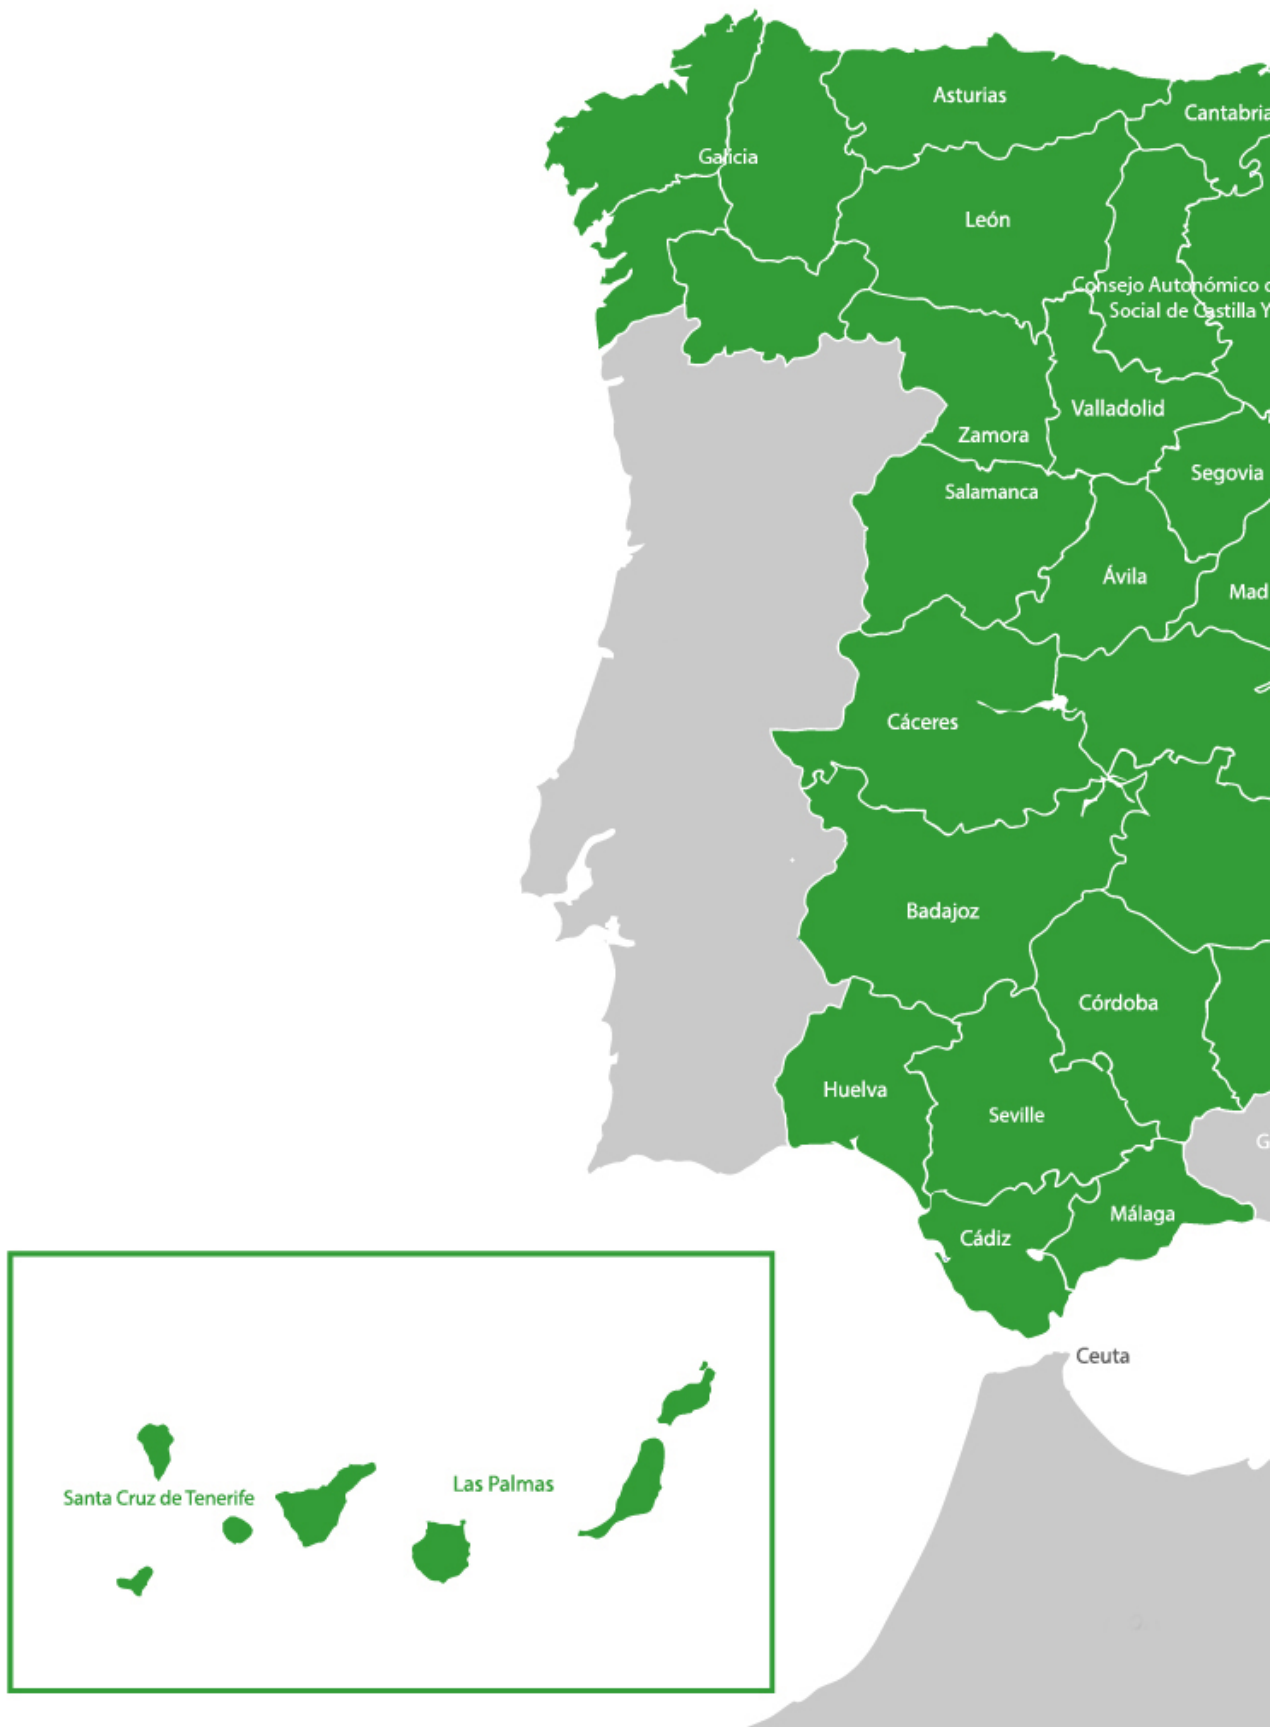 Asturias
Cantabria
Galicia
León
Consejo Autonómico
Social de Castilla Y
Valladolid
Zamora
Segovia
Salamanca
Ávila
Mad
Cáceres
Badajoz
Córdoba
Huelva
Seville
G
Málaga
Cádiz
Ceuta
Las Palmas
Santa Cruz de Tenerife